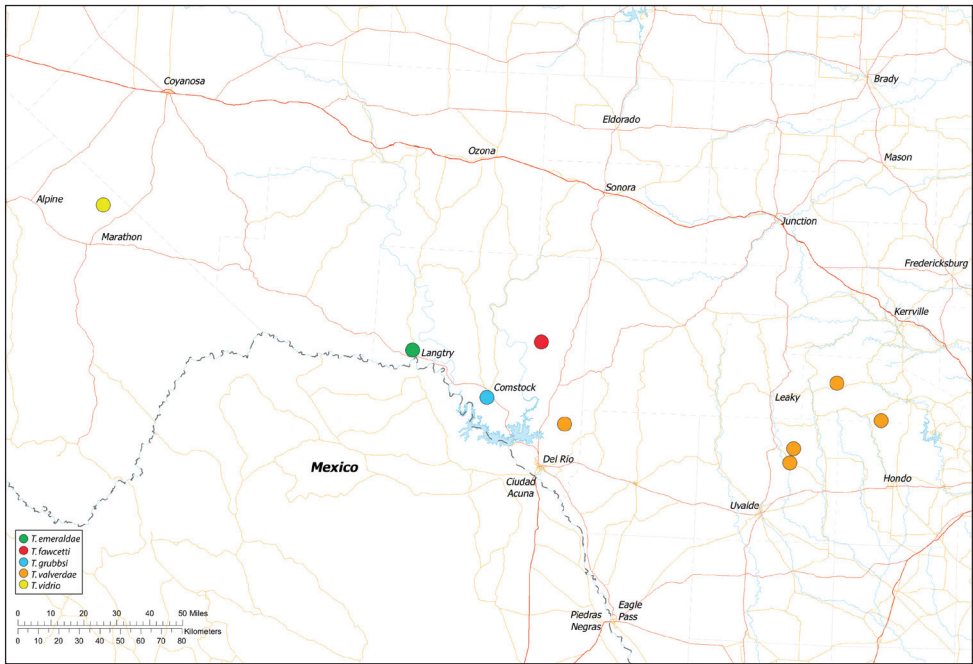 Coyanosa
Brady
Eldorado
Ozona
Mason
Sonora
Alpine
Junction
Marathon
Fredericksburg
Kerrville
Langtry
Comstock
Leaky
Del Rio
Mexico
Ciudad
Acuna
Hondo
Uvalde
T. emeraldae
T. fawcetti
T. grubbsi
T. valverdae
T. vidrio
Eagle
Pass
Piedras
Negras
0 10 20 30 40 50 Miles
Kilometers
0 10 20 30 40 50 60 70 80